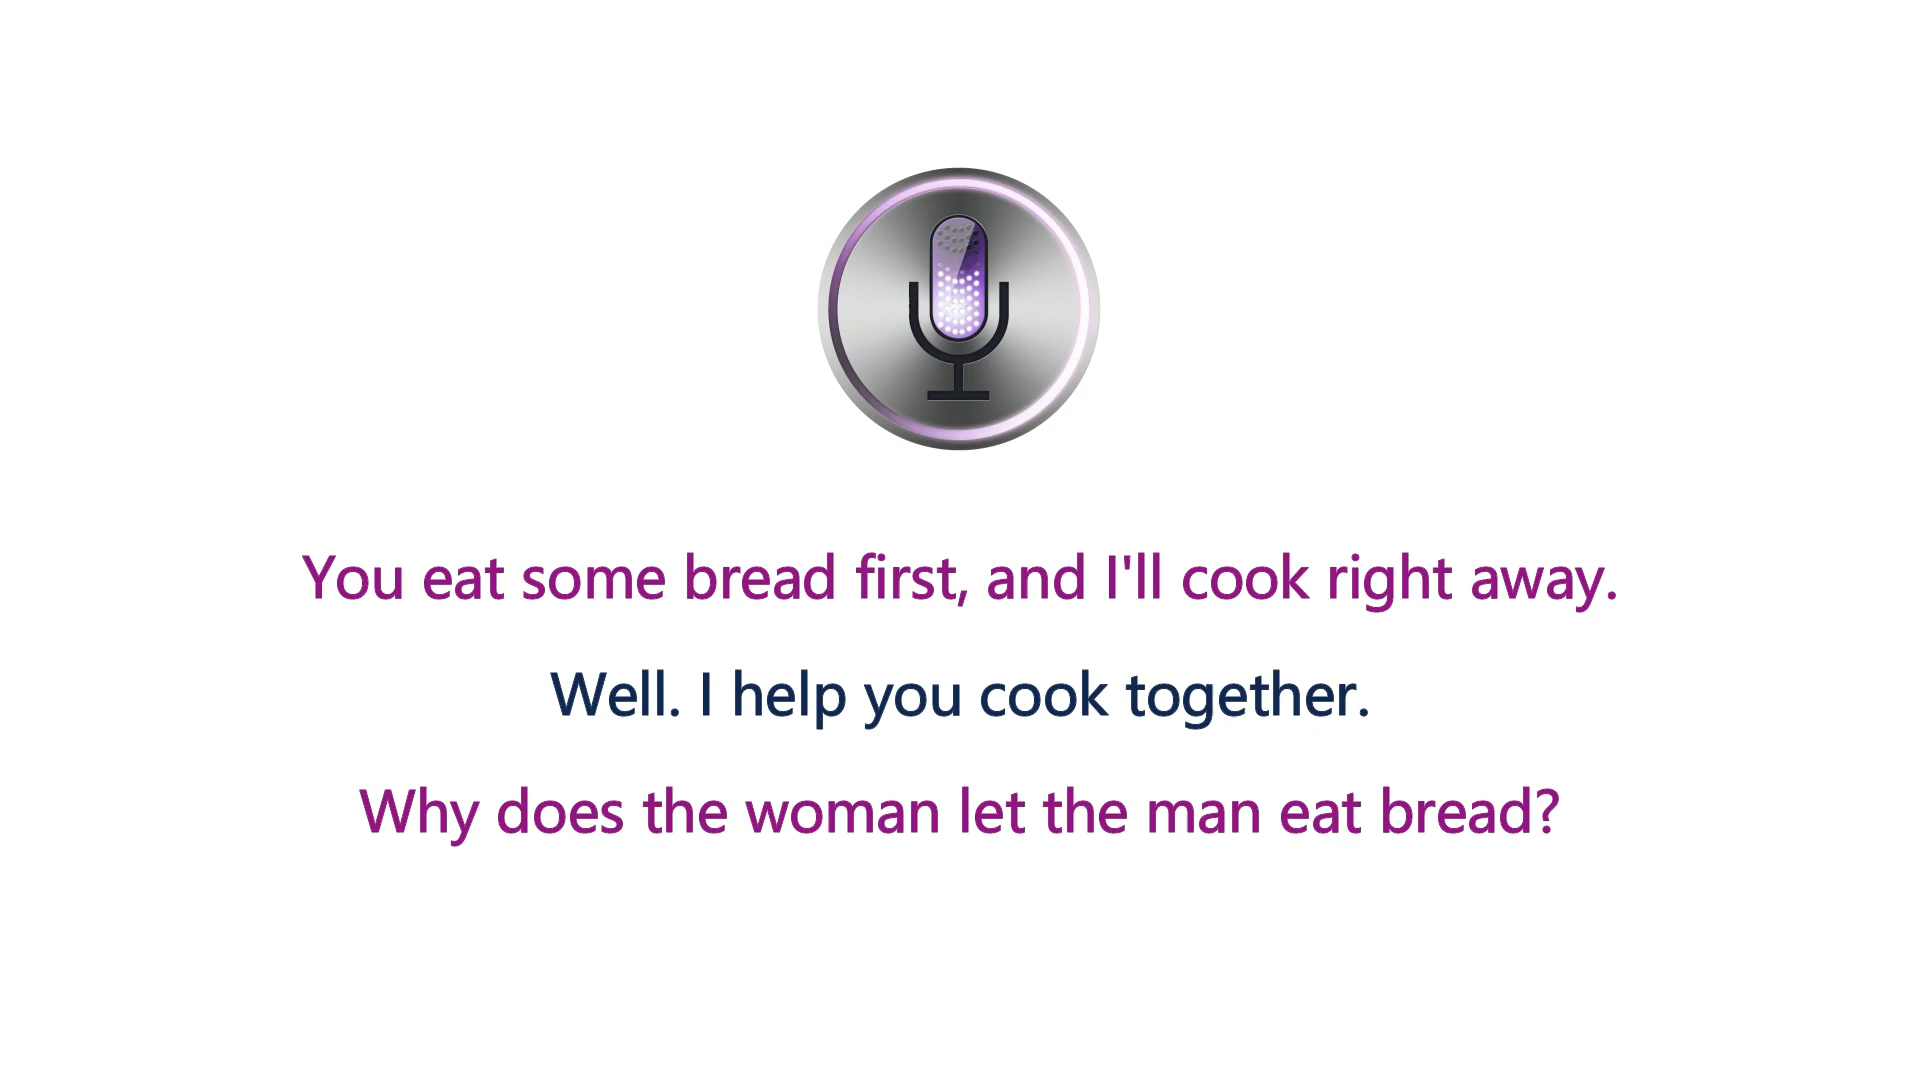 You eat some bread first, and I'll cook right away.
Well. I help you cook together.
Why does the woman let the man eat bread?